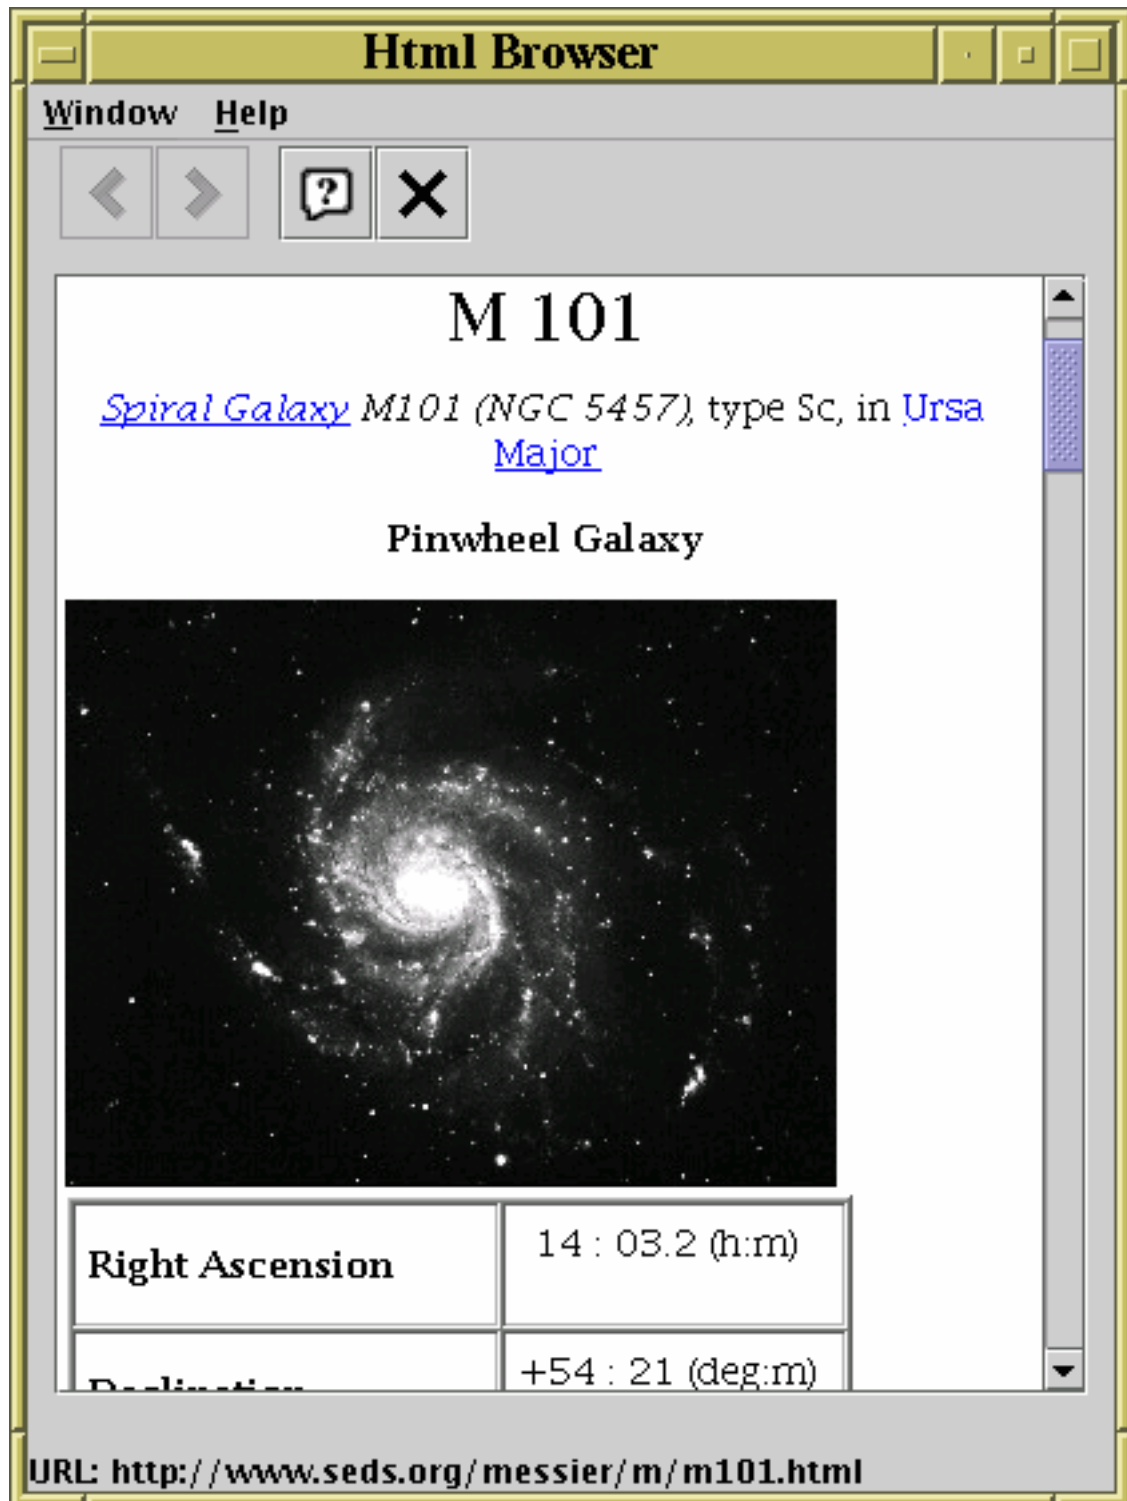 Html Browser
Window Help
M 101
Spiral Galaxy M101 (NGC 5457), type Sc, in Ursa
Major
Pinwheel Galaxy
Right Ascension
14 : 03.2 (h:m)
Declination
+54 : 21 (deg:m)
URL: http://www.seds.org/messier/m/m101.html